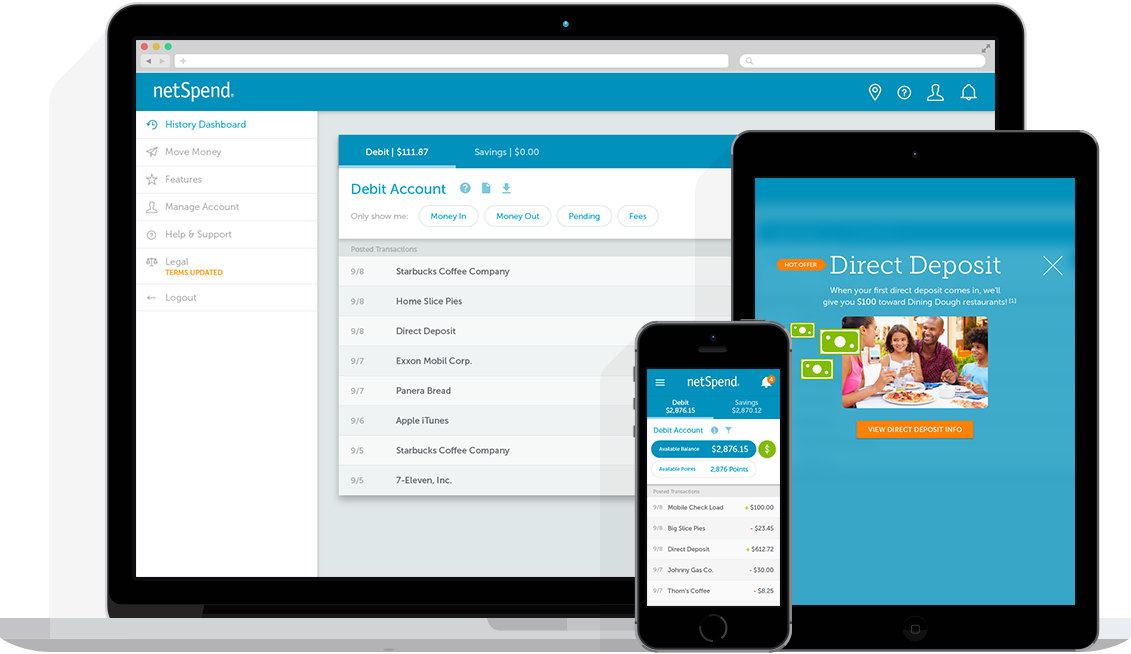 netSpend.
History Dashboard
Move Money
Features
Manage Account
Help & Support
Legal
TERMS UPDATED
Logout
Debit | $111.87
Savings | $0.00
Debit Account
Only show me:
Money In
Money Out
Pending
Fees
Posted Transactions
9/8 Starbucks Coffee Company
9/8 Home Slice Pies
9/8 Direct Deposit
9/7 Exxon Mobil Corp.
9/7 Panera Bread
9/6 Apple iTunes
9/5 Starbucks Coffee Company
9/5 7-Eleven, Inc.
netSpend.
4
Debit
$2,876.15
Savings
$2,870.12
Debit Account
Available Balance $2,876.15
$
Available Points 2,876 Points
Posted Transactions
9/8 Mobile Check Load + $100.00
9/8 Big Slice Pies - $23.45
9/8 Direct Deposit + $612.72
9/7 Johnny Gas Co. - $30.00
9/7 Thom's Coffee - $8.25
HOT OFFER
Direct Deposit
When your first direct deposit comes in, we'll
give you $100 toward Dining Dough restaurants! [1]
VIEW DIRECT DEPOSIT INFO